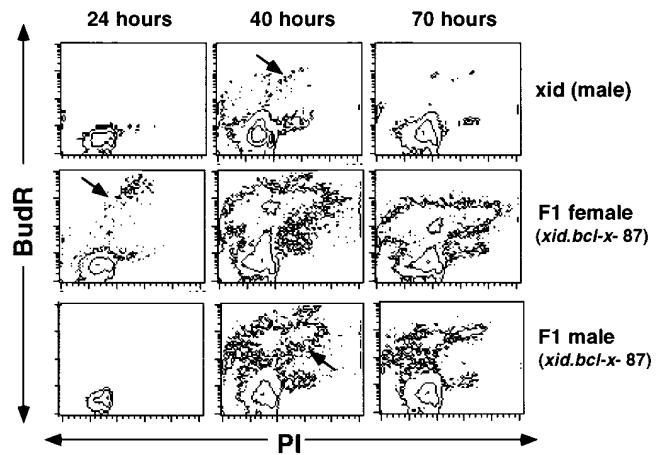 24 hours 40 hours 70 hours
xid (male)
F1 female
(xid.bcl-x- 87)
F1 male
(xid.bcl-x- 87)
BudR
PI